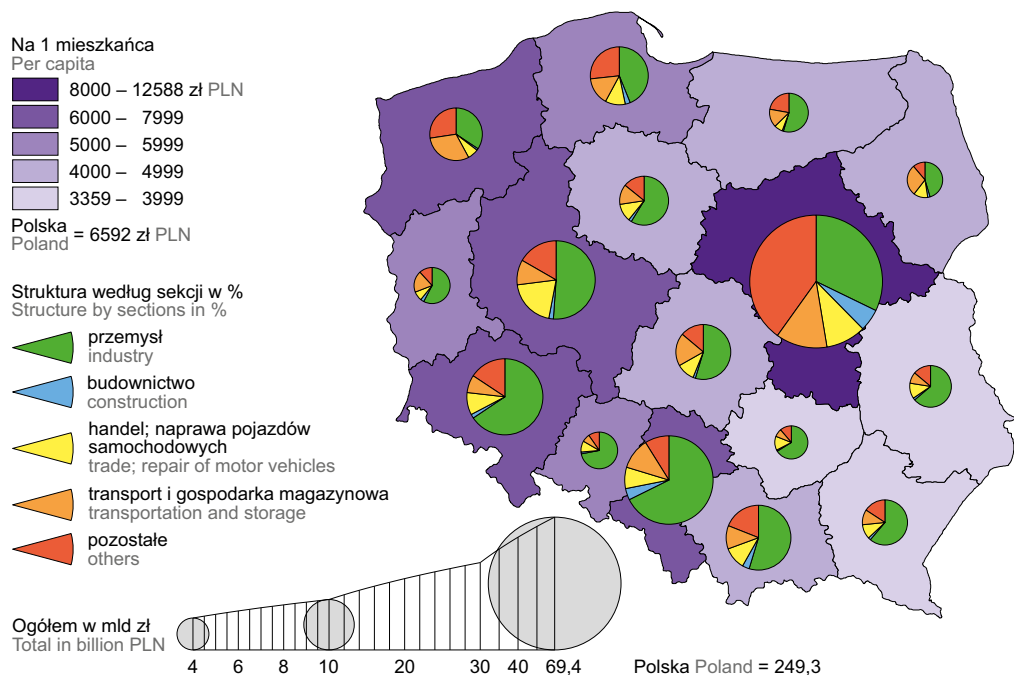 Na 1 mieszkańca
Per capita
8000 – 12588 zł PLN
6000 – 7999
5000 – 5999
4000 – 4999
3359 – 3999
Polska
Poland = 6592 zł PLN
Struktura według sekcji w %
Structure by sections in %
przemysł
industry
budownictwo
construction
handel; naprawa pojazdów
samochodowych
trade; repair of motor vehicles
transport i gospodarka magazynowa
transportation and storage
pozostałe
others
Ogółem w mld zł
Total in billion PLN
4 6 8 10 20 30 40 69,4
Polska Poland = 249,3